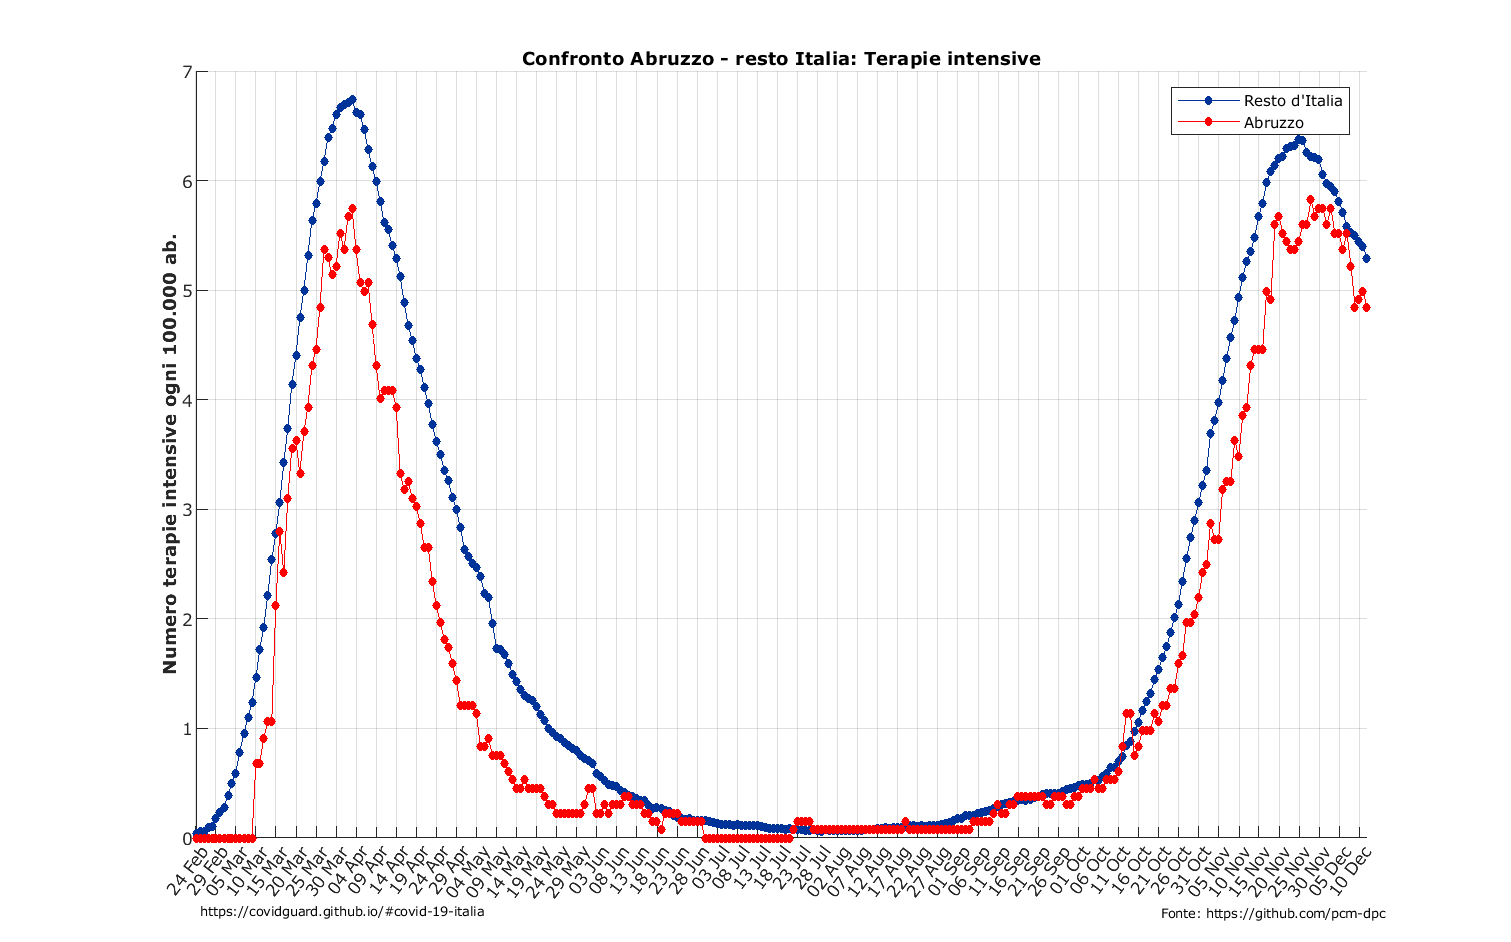 Confronto Abruzzo - resto Italia: Terapie intensive
Resto d'Italia
Abruzzo
Numero terapie intensive ogni 100.000 ab.
7
6
5
4
3
2
1
0
24 Feb
29 Feb
05 Mar
10 Mar
15 Mar
20 Mar
25 Mar
30 Mar
04 Apr
09 Apr
14 Apr
19 Apr
24 Apr
29 Apr
04 May
09 May
14 May
19 May
24 May
29 May
03 Jun
08 Jun
13 Jun
18 Jun
23 Jun
28 Jun
03 Jul
08 Jul
13 Jul
18 Jul
23 Jul
28 Jul
02 Aug
07 Aug
12 Aug
17 Aug
22 Aug
27 Aug
01 Sep
06 Sep
11 Sep
16 Sep
21 Sep
26 Sep
01 Oct
06 Oct
11 Oct
16 Oct
21 Oct
26 Oct
31 Oct
05 Nov
10 Nov
15 Nov
20 Nov
25 Nov
30 Nov
05 Dec
10 Dec
https://covidguard.github.io/#covid-19-italia
Fonte: https://github.com/pcm-dpc